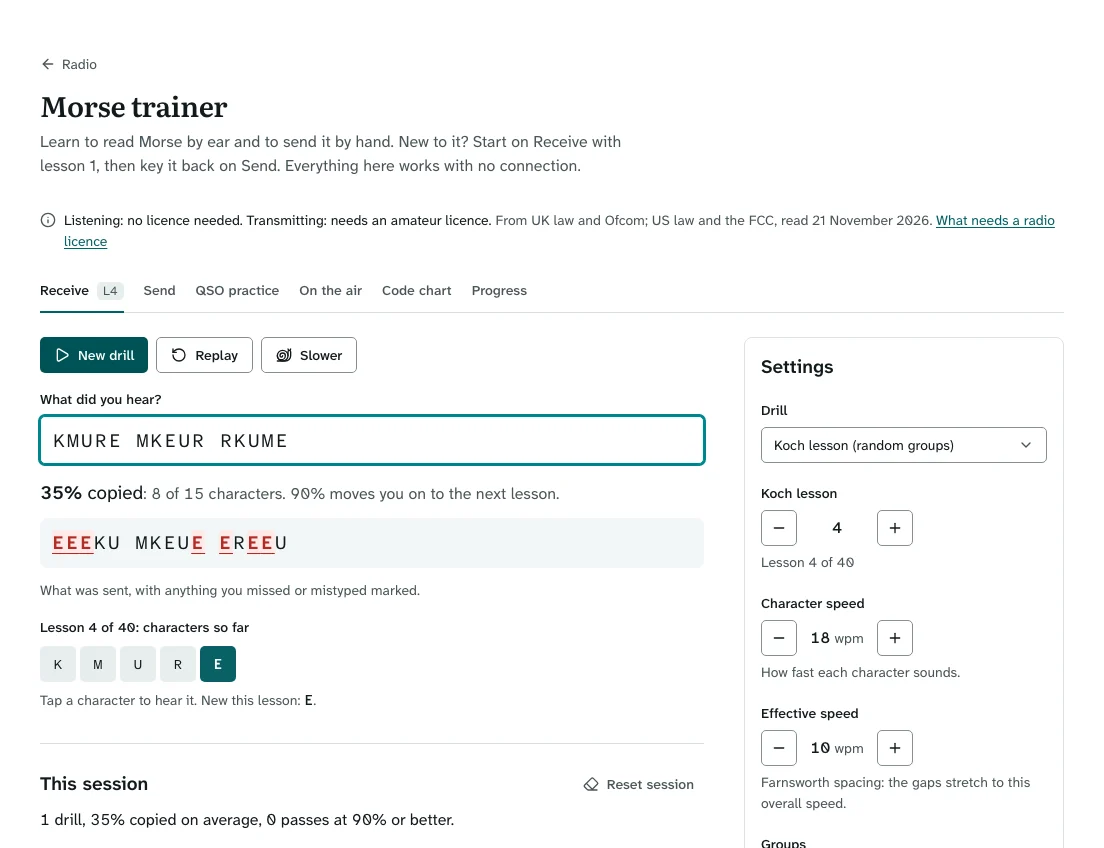 Radio
Morse trainer
Learn to read Morse by ear and to send it by hand. New to it? Start on Receive with
lesson 1, then key it back on Send. Everything here works with no connection.
Listening: no licence needed. Transmitting: needs an amateur licence. From UK law and Ofcom; US law and the FCC, read 21 November 2026. What needs a radio
licence
Receive L4 Send QSO practice On the air Code chart Progress
New drill Replay Slower
What did you hear?
KMURE MKEUR RKUME
35% copied: 8 of 15 characters. 90% moves you on to the next lesson.
EEEKU MKEUE EREEU
What was sent, with anything you missed or mistyped marked.
Lesson 4 of 40: characters so far
K M U R E
Tap a character to hear it. New this lesson: E.
This session
Reset session
1 drill, 35% copied on average, 0 passes at 90% or better.
Settings
Drill
Koch lesson (random groups)
Koch lesson
− 4 +
Lesson 4 of 40
Character speed
− 18 wpm +
How fast each character sounds.
Effective speed
− 10 wpm +
Farnsworth spacing: the gaps stretch to this
overall speed.
Groups